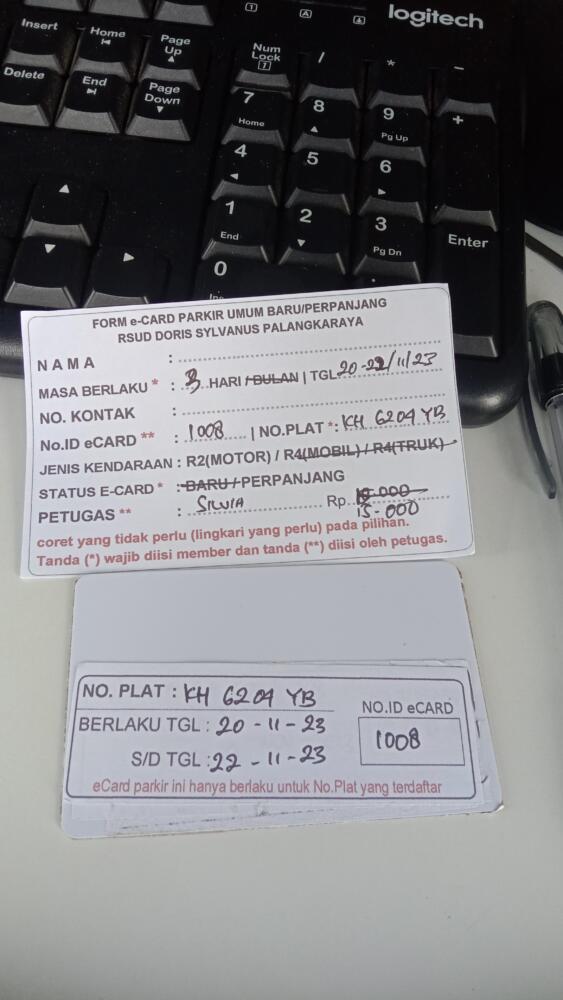 logitech
Insert
Home
Page Up
Delete
End
Page Down
Num Lock
/
*
-
7
Home
8
9
Pg Up
+
4
5
6
1
End
2
3
Pg Dn
Enter
0
Ins
FORM e-CARD PARKIR UMUM BARU/PERPANJANG
RSUD DORIS SYLVANUS PALANGKARAYA
NAMA :
MASA BERLAKU * : 3 HARI / BULAN | TGL 20-22/11/23
NO. KONTAK :
No.ID eCARD ** : 1008 | NO.PLAT *: KH 6204 YB
JENIS KENDARAAN : R2(MOTOR) / R4(MOBIL) / R4(TRUK)
STATUS E-CARD * : BARU / PERPANJANG
PETUGAS ** : SILVIA Rp. 15.000
coret yang tidak perlu (lingkari yang perlu) pada pilihan.
Tanda (*) wajib diisi member dan tanda (**) diisi oleh petugas.
NO. PLAT : KH 6204 YB
BERLAKU TGL : 20-11-23
S/D TGL : 22-11-23
NO.ID eCARD
1008
eCard parkir ini hanya berlaku untuk No.Plat yang terdaftar